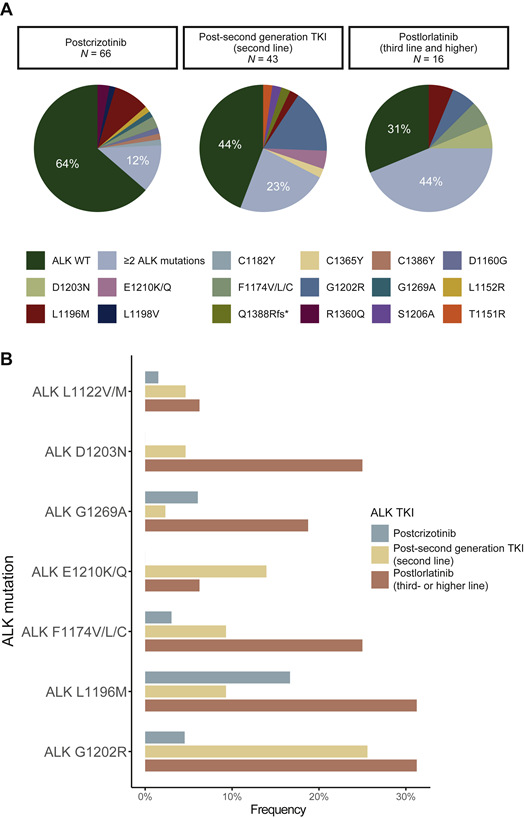 A
Postcrizotinib
N = 66
Post-second generation TKI
(second line)
N = 43
Postlorlatinib
(third line and higher)
N = 16
64%
12%
44%
23%
31%
44%
ALK WT
≥2 ALK mutations
C1182Y
C1365Y
C1386Y
D1160G
D1203N
E1210K/Q
F1174V/L/C
G1202R
G1269A
L1152R
L1196M
L1198V
Q1388Rfs*
R1360Q
S1206A
T1151R
B
ALK mutation
ALK L1122V/M
ALK D1203N
ALK G1269A
ALK E1210K/Q
ALK F1174V/L/C
ALK L1196M
ALK G1202R
ALK TKI
Postcrizotinib
Post-second generation TKI
(second line)
Postlorlatinib
(third- or higher line)
0%
10%
20%
30%
Frequency